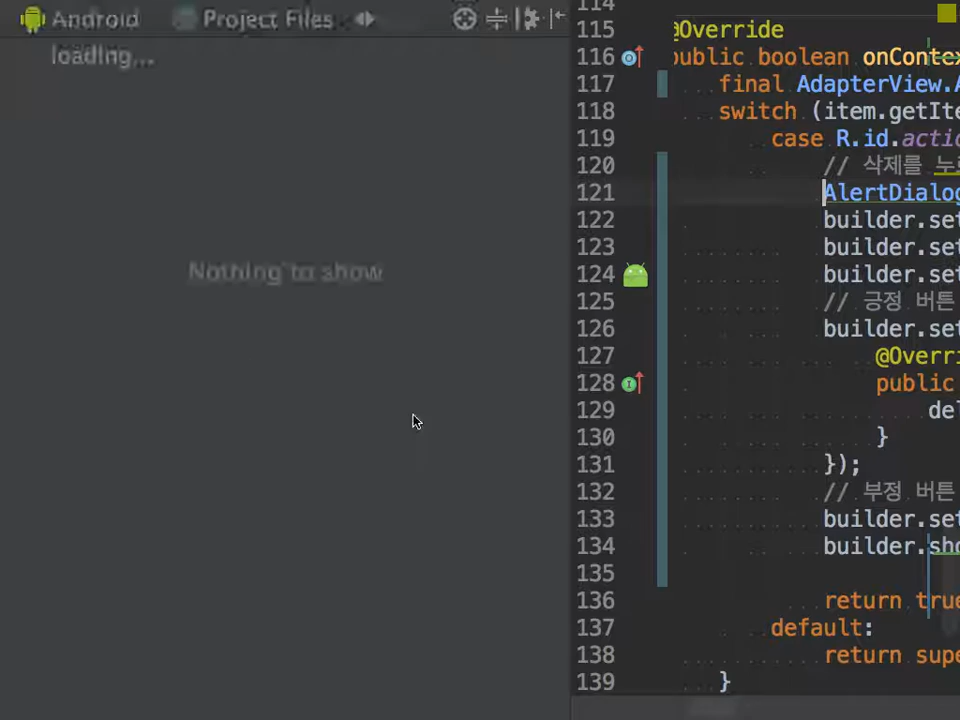 Android
Project Files
loading...
Nothing to show
114
115 @Override
116 public boolean onConte
117 final AdapterView.
118 switch (item.getIte
119 case R.id.actio
120 // 삭제를 누
121 AlertDialog
122 builder.set
123 builder.set
124 builder.set
125 // 긍정 버튼
126 builder.set
127 @Overri
128 public
129 del
130 }
131 });
132 // 부정 버튼
133 builder.set
134 builder.sho
135
136 return true
137 default:
138 return supe
139 }